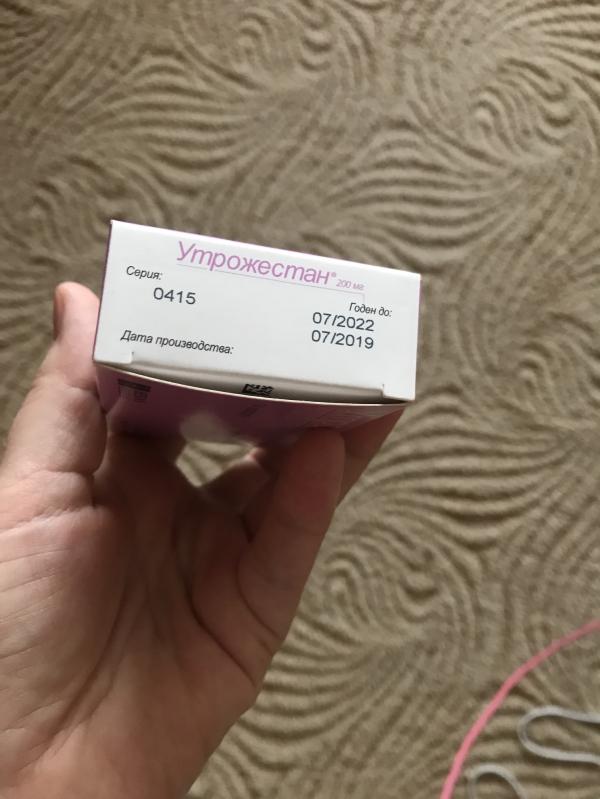 Утрожестан® 200 мг
Серия:
0415
Годен до:
07/2022
07/2019
Дата производства: